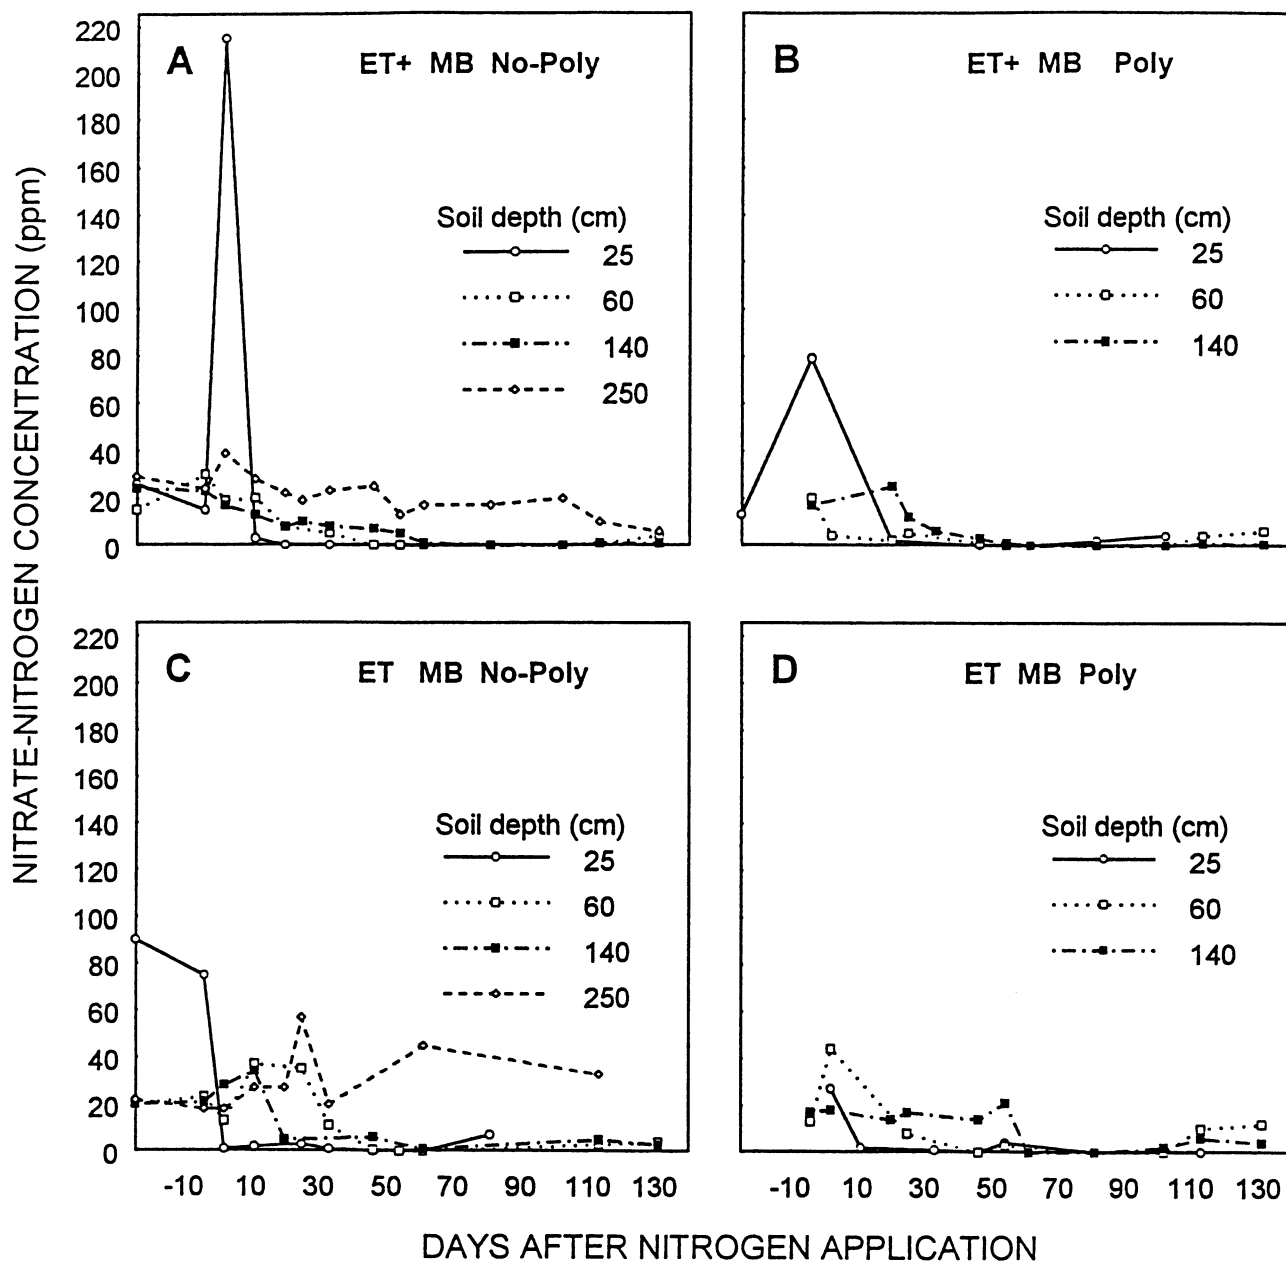 NITRATE-NITROGEN CONCENTRATION (ppm)
A
ET+ MB No-Poly
220
200
180
160
140
120
100
80
60
40
20
0
Soil depth (cm)
25
60
140
250
B
ET+ MB Poly
Soil depth (cm)
25
60
140
C
ET MB No-Poly
220
200
180
160
140
120
100
80
60
40
20
0
Soil depth (cm)
25
60
140
250
D
ET MB Poly
Soil depth (cm)
25
60
140
-10 10 30 50 70 90 110 130
-10 10 30 50 70 90 110 130
DAYS AFTER NITROGEN APPLICATION